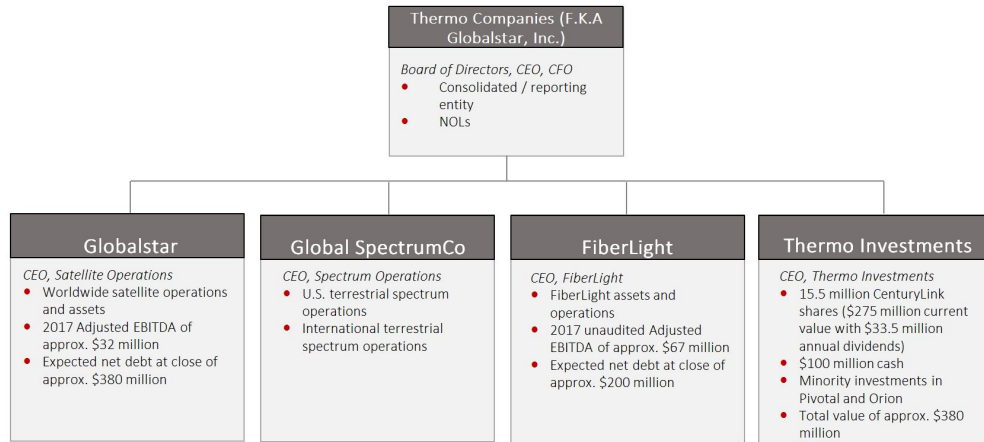 Thermo Companies (F.K.A
Globalstar, Inc.)
Board of Directors, CEO, CFO
• Consolidated / reporting
entity
• NOLs
Globalstar
CEO, Satellite Operations
• Worldwide satellite operations
and assets
• 2017 Adjusted EBITDA of
approx. $32 million
• Expected net debt at close of
approx. $380 million
Global SpectrumCo
CEO, Spectrum Operations
• U.S. terrestrial spectrum
operations
• International terrestrial
spectrum operations
FiberLight
CEO, FiberLight
• FiberLight assets and
operations
• 2017 unaudited Adjusted
EBITDA of approx. $67 million
• Expected net debt at close of
approx. $200 million
Thermo Investments
CEO, Thermo Investments
• 15.5 million CenturyLink
shares ($275 million current
value with $33.5 million
annual dividends)
• $100 million cash
• Minority investments in
Pivotal and Orion
• Total value of approx. $380
million